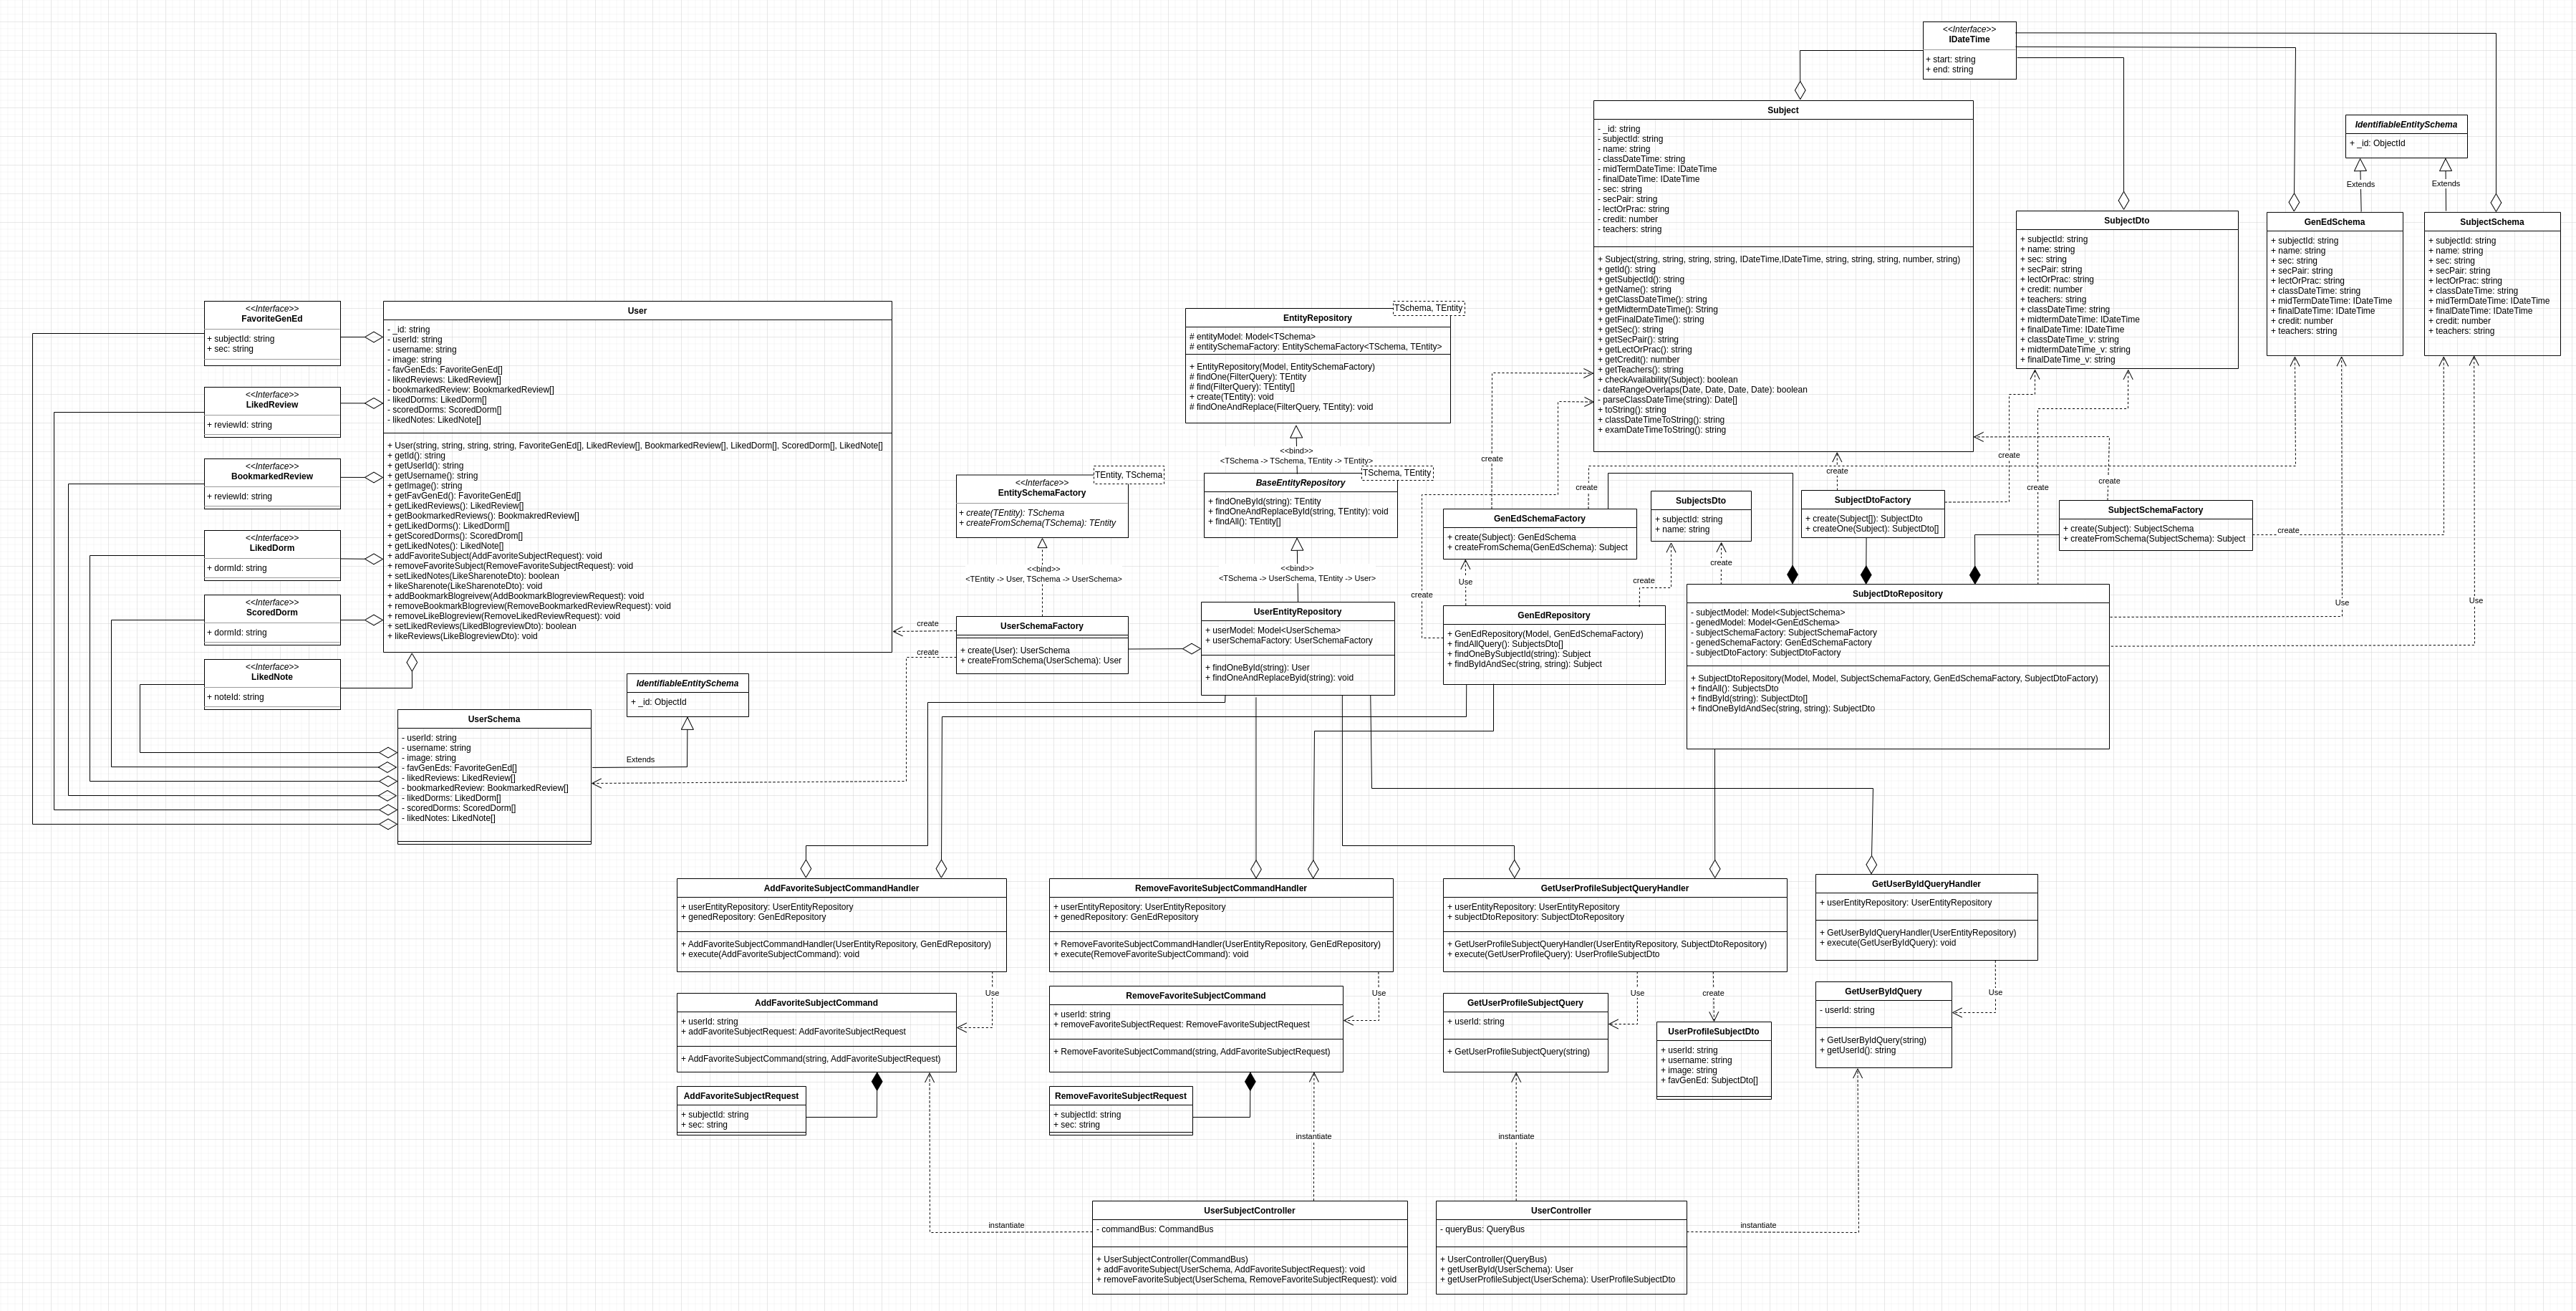 <<Interface>>
IDateTime
+ start: string
+ end: string
Subject
- _id: string
- subjectId: string
- name: string
- classDateTime: string
- midTermDateTime: IDateTime
- finalDateTime: IDateTime
- sec: string
- secPair: string
- lectOrPrac: string
- credit: number
- teachers: string
+ Subject(string, string, string, string, IDateTime,IDateTime, string, string, string, number, string)
+ getId(): string
+ getSubjectId(): string
+ getName(): string
+ getClassDateTime(): string
+ getMidtermDateTime(): String
+ getFinalDateTime(): string
+ getSec(): string
+ getSecPair(): string
+ getLectOrPrac(): string
+ getCredit(): number
+ getTeachers(): string
+ checkAvailability(Subject): boolean
- dateRangeOverlaps(Date, Date, Date, Date): boolean
- parseClassDateTime(string): Date[]
+ toString(): string
+ classDateTimeToString(): string
+ examDateTimeToString(): string
IdentifiableEntitySchema
+ _id: ObjectId
Extends
Extends
SubjectDto
+ subjectId: string
+ name: string
+ sec: string
+ secPair: string
+ lectOrPrac: string
+ credit: number
+ teachers: string
+ classDateTime: string
+ midtermDateTime: IDateTime
+ finalDateTime: IDateTime
+ classDateTime_v: string
+ midtermDateTime_v: string
+ finalDateTime_v: string
GenEdSchema
+ subjectId: string
+ name: string
+ sec: string
+ secPair: string
+ lectOrPrac: string
+ classDateTime: string
+ midTermDateTime: IDateTime
+ finalDateTime: IDateTime
+ credit: number
+ teachers: string
SubjectSchema
+ subjectId: string
+ name: string
+ sec: string
+ secPair: string
+ lectOrPrac: string
+ classDateTime: string
+ midTermDateTime: IDateTime
+ finalDateTime: IDateTime
+ credit: number
+ teachers: string
<<Interface>>
FavoriteGenEd
+ subjectId: string
+ sec: string
<<Interface>>
LikedReview
+ reviewId: string
<<Interface>>
BookmarkedReview
+ reviewId: string
<<Interface>>
LikedDorm
+ dormId: string
<<Interface>>
ScoredDorm
+ dormId: string
<<Interface>>
LikedNote
+ noteId: string
User
- _id: string
- userId: string
- username: string
- image: string
- favGenEds: FavoriteGenEd[]
- likedReviews: LikedReview[]
- bookmarkedReview: BookmarkedReview[]
- likedDorms: LikedDorm[]
- scoredDorms: ScoredDorm[]
- likedNotes: LikedNote[]
+ User(string, string, string, string, FavoriteGenEd[], LikedReview[], BookmarkedReview[], LikedDorm[], ScoredDorm[], LikedNote[]
+ getId(): string
+ getUserId(): string
+ getUsername(): string
+ getImage(): string
+ getFavGenEd(): FavoriteGenEd[]
+ getLikedReviews(): LikedReview[]
+ getBookmarkedReviews(): BookmakredReview[]
+ getLikedDorms(): LikedDorm[]
+ getScoredDorms(): ScoredDrom[]
+ getLikedNotes(): LikedNote[]
+ addFavoriteSubject(AddFavoriteSubjectRequest): void
+ removeFavoriteSubject(RemoveFavoriteSubjectRequest): void
+ setLikedNotes(LikeSharenoteDto): boolean
+ likeSharenote(LikeSharenoteDto): void
+ addBookmarkBlogreivew(AddBookmarkBlogreviewRequest): void
+ removeBookmarkBlogreview(RemoveBookmarkedReviewRequest): void
+ removeLikeBlogreview(RemoveLikedReviewRequest): void
+ setLikedReviews(LikedBlogreviewDto): boolean
+ likeReviews(LikeBlogreviewDto): void
UserSchema
- userId: string
- username: string
- image: string
- favGenEds: FavoriteGenEd[]
- likedReviews: LikedReview[]
- bookmarkedReview: BookmarkedReview[]
- likedDorms: LikedDorm[]
- scoredDorms: ScoredDorm[]
- likedNotes: LikedNote[]
Extends
IdentifiableEntitySchema
+ _id: ObjectId
TEntity, TSchema
<<Interface>>
EntitySchemaFactory
+ create(TEntity): TSchema
+ createFromSchema(TSchema): TEntity
<<bind>>
<TEntity -> User, TSchema -> UserSchema>
UserSchemaFactory
+ create(User): UserSchema
+ createFromSchema(UserSchema): User
create
create
TSchema, TEntity
EntityRepository
# entityModel: Model<TSchema>
# entitySchemaFactory: EntitySchemaFactory<TSchema, TEntity>
+ EntityRepository(Model, EntitySchemaFactory)
# findOne(FilterQuery): TEntity
# find(FilterQuery): TEntity[]
+ create(TEntity): void
# findOneAndReplace(FilterQuery, TEntity): void
<<bind>>
<TSchema -> TSchema, TEntity -> TEntity>
TSchema, TEntity
BaseEntityRepository
+ findOneById(string): TEntity
+ findOneAndReplaceById(string, TEntity): void
+ findAll(): TEntity[]
<<bind>>
<TSchema -> UserSchema, TEntity -> User>
UserEntityRepository
+ userModel: Model<UserSchema>
+ userSchemaFactory: UserSchemaFactory
+ findOneById(string): User
+ findOneAndReplaceByid(string): void
create
create
create
create
create
create
create
create
create
create
Use
Use
Use
GenEdSchemaFactory
+ create(Subject): GenEdSchema
+ createFromSchema(GenEdSchema): Subject
SubjectsDto
+ subjectId: string
+ name: string
SubjectDtoFactory
+ create(Subject[]): SubjectDto
+ createOne(Subject): SubjectDto[]
SubjectSchemaFactory
+ create(Subject): SubjectSchema
+ createFromSchema(SubjectSchema): Subject
GenEdRepository
+ GenEdRepository(Model, GenEdSchemaFactory)
+ findAllQuery(): SubjectsDto[]
+ findOneBySubjectId(string): Subject
+ findByIdAndSec(string, string): Subject
SubjectDtoRepository
- subjectModel: Model<SubjectSchema>
- genedModel: Model<GenEdSchema>
- subjectSchemaFactory: SubjectSchemaFactory
- genedSchemaFactory: GenEdSchemaFactory
- subjectDtoFactory: SubjectDtoFactory
+ SubjectDtoRepository(Model, Model, SubjectSchemaFactory, GenEdSchemaFactory, SubjectDtoFactory)
+ findAll(): SubjectsDto
+ findById(string): SubjectDto[]
+ findOneByIdAndSec(string, string): SubjectDto
AddFavoriteSubjectCommandHandler
+ userEntityRepository: UserEntityRepository
+ genedRepository: GenEdRepository
+ AddFavoriteSubjectCommandHandler(UserEntityRepository, GenEdRepository)
+ execute(AddFavoriteSubjectCommand): void
Use
AddFavoriteSubjectCommand
+ userId: string
+ addFavoriteSubjectRequest: AddFavoriteSubjectRequest
+ AddFavoriteSubjectCommand(string, AddFavoriteSubjectRequest)
AddFavoriteSubjectRequest
+ subjectId: string
+ sec: string
RemoveFavoriteSubjectCommandHandler
+ userEntityRepository: UserEntityRepository
+ genedRepository: GenEdRepository
+ RemoveFavoriteSubjectCommandHandler(UserEntityRepository, GenEdRepository)
+ execute(RemoveFavoriteSubjectCommand): void
Use
RemoveFavoriteSubjectCommand
+ userId: string
+ removeFavoriteSubjectRequest: RemoveFavoriteSubjectRequest
+ RemoveFavoriteSubjectCommand(string, AddFavoriteSubjectRequest)
RemoveFavoriteSubjectRequest
+ subjectId: string
+ sec: string
GetUserProfileSubjectQueryHandler
+ userEntityRepository: UserEntityRepository
+ subjectDtoRepository: SubjectDtoRepository
+ GetUserProfileSubjectQueryHandler(UserEntityRepository, SubjectDtoRepository)
+ execute(GetUserProfileQuery): UserProfileSubjectDto
Use
create
GetUserProfileSubjectQuery
+ userId: string
+ GetUserProfileSubjectQuery(string)
UserProfileSubjectDto
+ userId: string
+ username: string
+ image: string
+ favGenEd: SubjectDto[]
GetUserByIdQueryHandler
+ userEntityRepository: UserEntityRepository
+ GetUserByIdQueryHandler(UserEntityRepository)
+ execute(GetUserByIdQuery): void
Use
GetUserByIdQuery
- userId: string
+ GetUserByIdQuery(string)
+ getUserId(): string
instantiate
instantiate
instantiate
instantiate
UserSubjectController
- commandBus: CommandBus
+ UserSubjectController(CommandBus)
+ addFavoriteSubject(UserSchema, AddFavoriteSubjectRequest): void
+ removeFavoriteSubject(UserSchema, RemoveFavoriteSubjectRequest): void
UserController
- queryBus: QueryBus
+ UserController(QueryBus)
+ getUserById(UserSchema): User
+ getUserProfileSubject(UserSchema): UserProfileSubjectDto